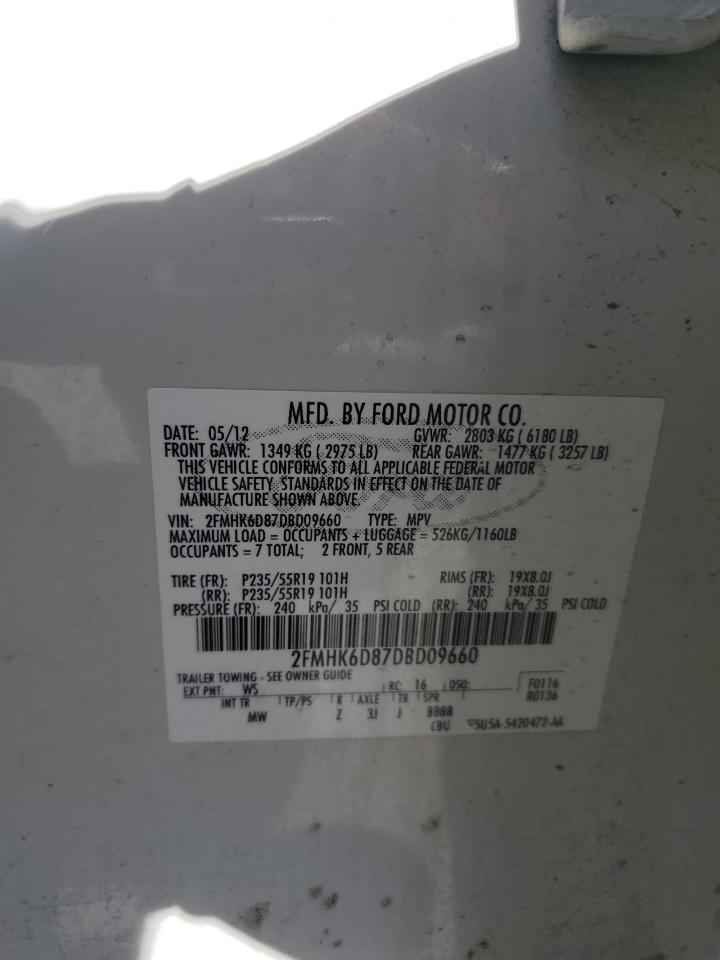 MFD. BY FORD MOTOR CO.
DATE: 05/12 GVWR: 2803 KG ( 6180 LB)
FRONT GAWR: 1349 KG ( 2975 LB) REAR GAWR: 1477 KG ( 3257 LB)
THIS VEHICLE CONFORMS TO ALL APPLICABLE FEDERAL MOTOR
VEHICLE SAFETY STANDARDS IN EFFECT ON THE DATE OF
MANUFACTURE SHOWN ABOVE.
VIN: 2FMHK6D87DBD09660 TYPE: MPV
MAXIMUM LOAD = OCCUPANTS + LUGGAGE = 526KG/1160LB
OCCUPANTS = 7 TOTAL; 2 FRONT, 5 REAR
TIRE (FR): P235/55R19 101H RIMS (FR): 19X8.0J
(RR): P235/55R19 101H (RR): 19X8.0J
PRESSURE (FR): 240 kPa/ 35 PSI COLD (RR): 240 kPa/ 35 PSI COLD
2FMHK6D87DBD09660
TRAILER TOWING - SEE OWNER GUIDE
EXT PNT: WS RC: 16 DSO: F0116
R0136
INT TR TP/PS R AXLE TR SPR
MW Z 3J J BBBB
CBU
5U5A-5420472-AA